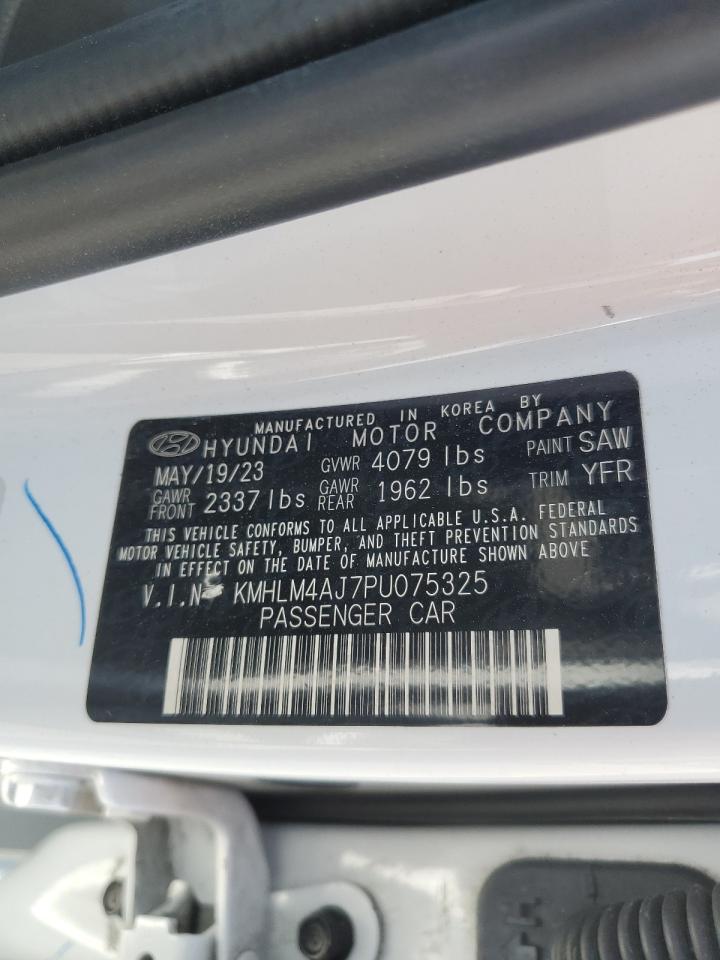 MANUFACTURED IN KOREA BY
HYUNDAI MOTOR COMPANY
MAY/19/23 GVWR 4079 lbs PAINT SAW
GAWR FRONT 2337 lbs GAWR REAR 1962 lbs TRIM YFR
THIS VEHICLE CONFORMS TO ALL APPLICABLE U.S.A. FEDERAL
MOTOR VEHICLE SAFETY, BUMPER, AND THEFT PREVENTION STANDARDS
IN EFFECT ON THE DATE OF MANUFACTURE SHOWN ABOVE.
V.I.N: KMHLM4AJ7PU075325
PASSENGER CAR